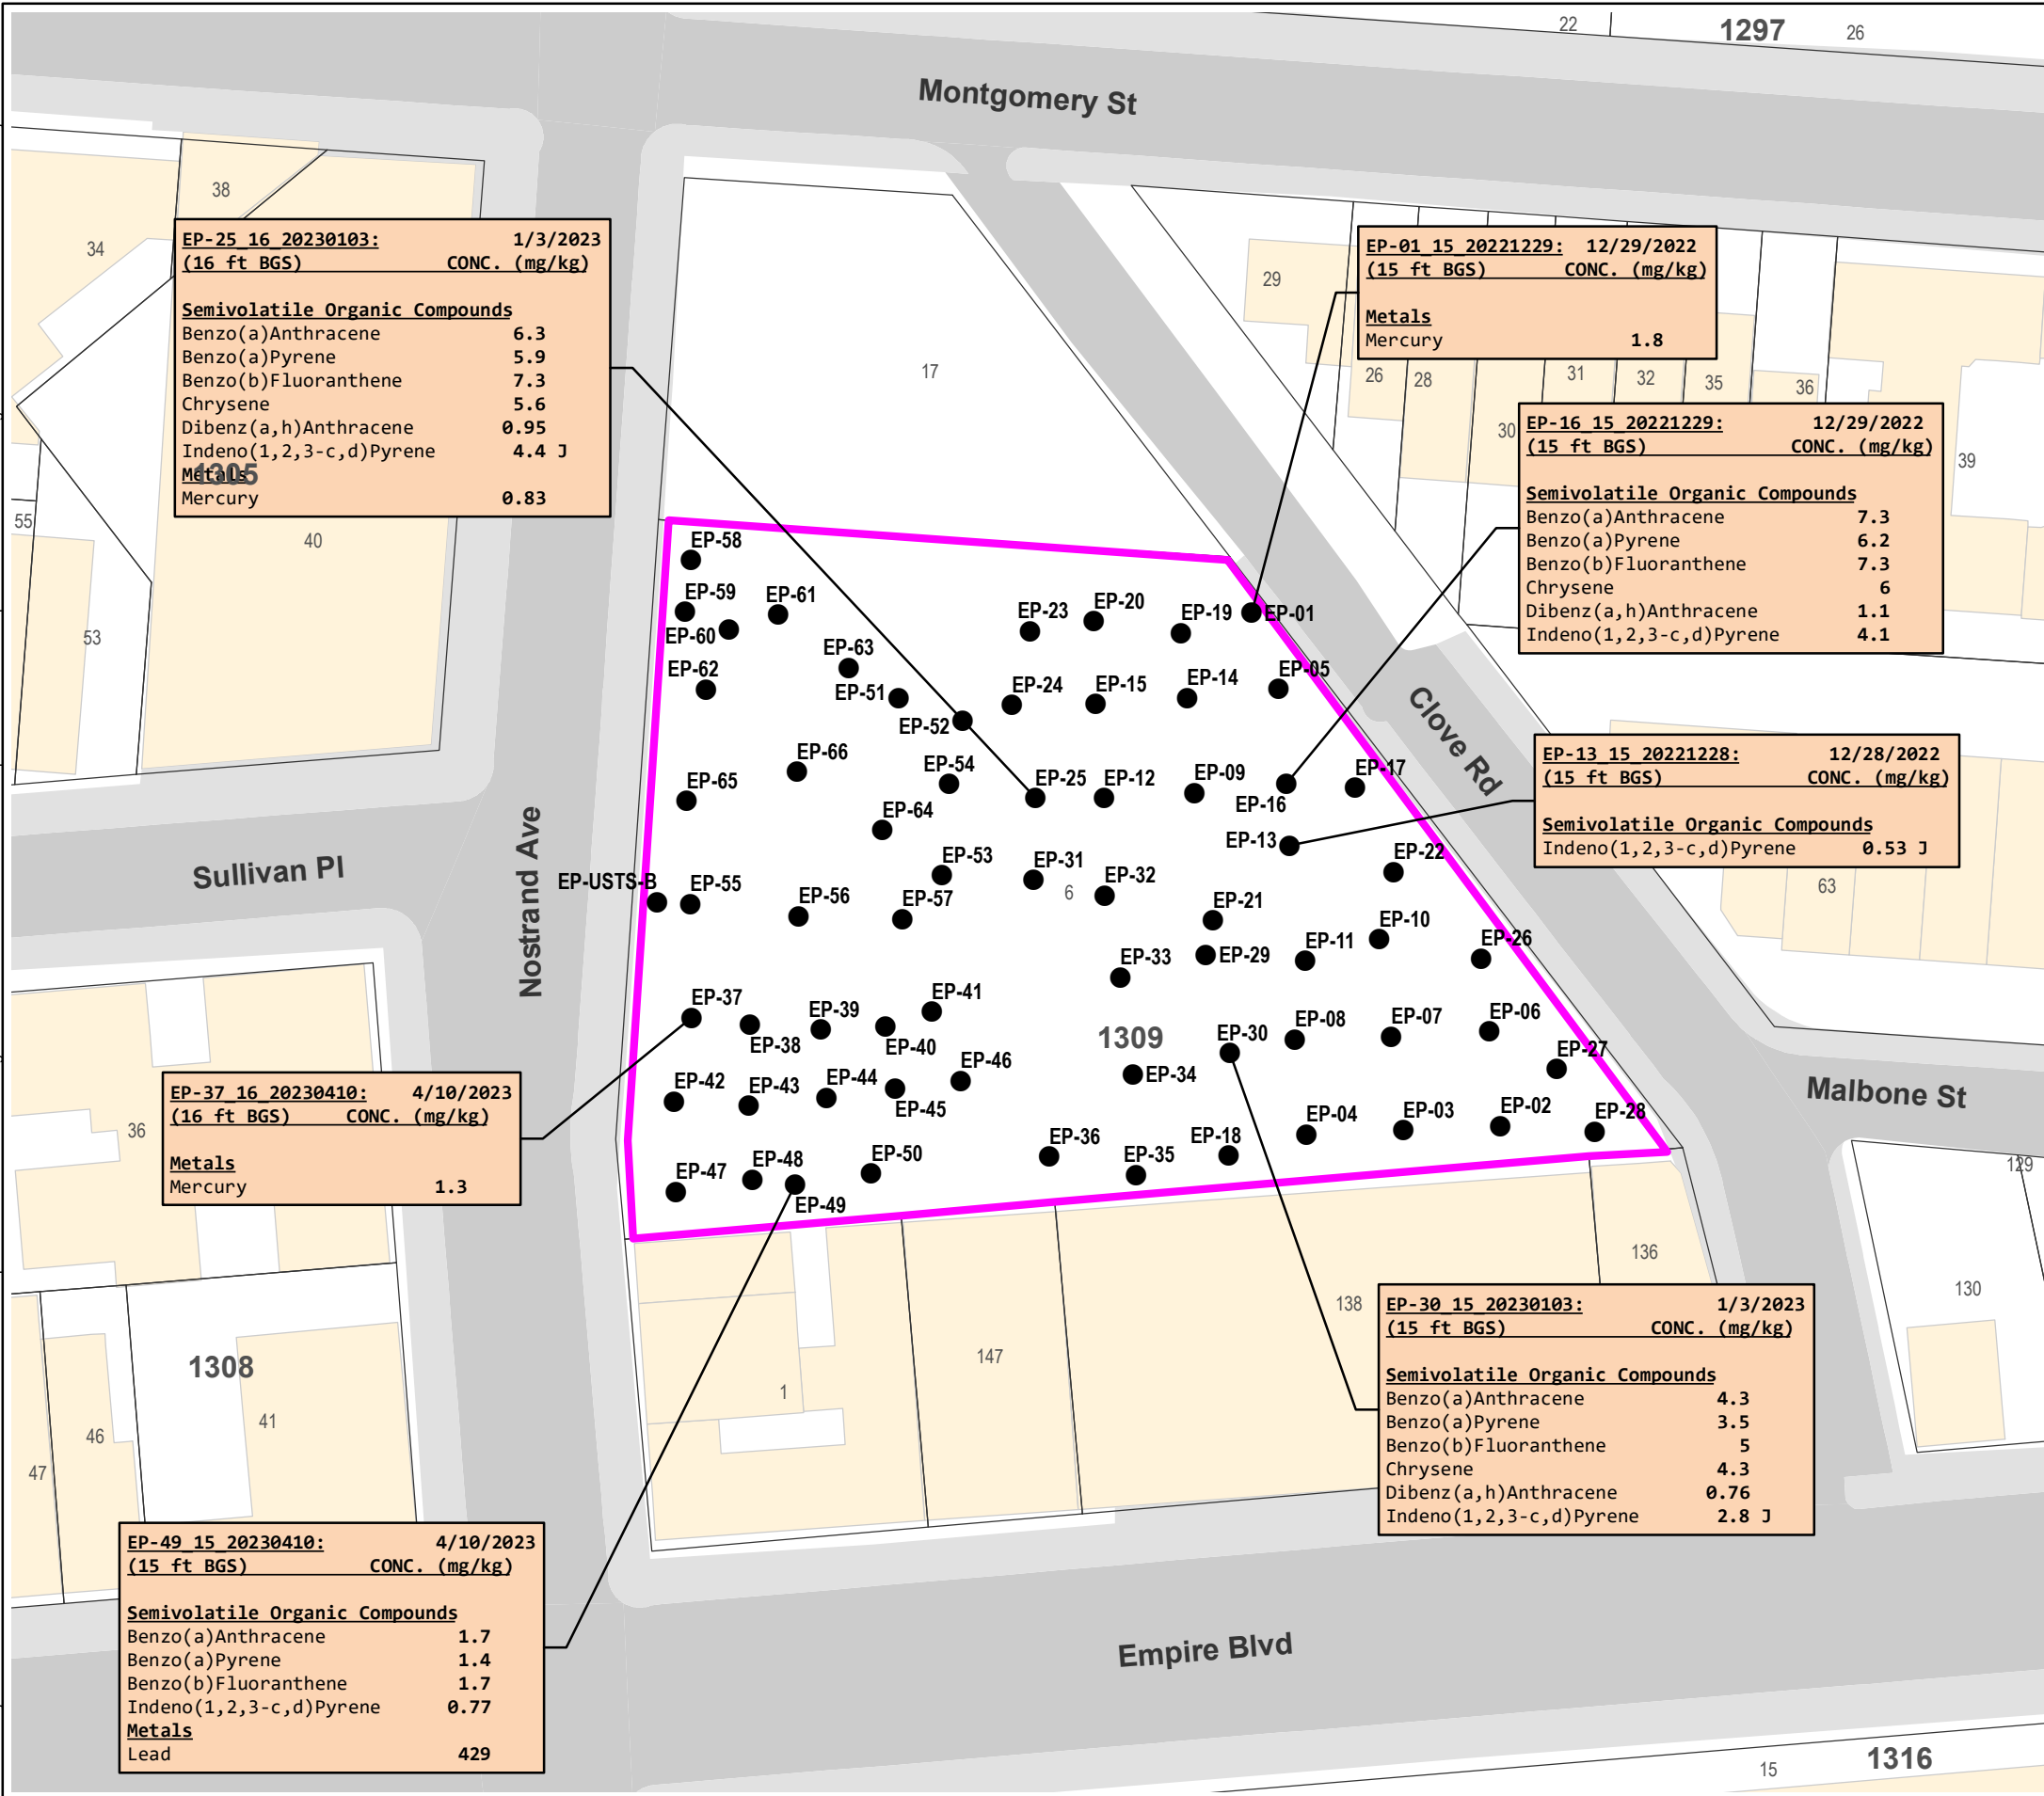 22
1297
26
Montgomery St
38
34
EP-25_16_20230103: 1/3/2023
(16 ft BGS) CONC. (mg/kg)
Semivolatile Organic Compounds
Benzo(a)Anthracene 6.3
Benzo(a)Pyrene 5.9
Benzo(b)Fluoranthene 7.3
Chrysene 5.6
Dibenz(a,h)Anthracene 0.95
Indeno(1,2,3-c,d)Pyrene 4.4 J
Metals
Mercury 0.83
1305
EP-01_15_20221229: 12/29/2022
(15 ft BGS) CONC. (mg/kg)
Metals
Mercury 1.8
29
17
26
28
30
31
32
35
36
39
EP-16_15_20221229: 12/29/2022
(15 ft BGS) CONC. (mg/kg)
Semivolatile Organic Compounds
Benzo(a)Anthracene 7.3
Benzo(a)Pyrene 6.2
Benzo(b)Fluoranthene 7.3
Chrysene 6
Dibenz(a,h)Anthracene 1.1
Indeno(1,2,3-c,d)Pyrene 4.1
55
40
53
EP-58
EP-59
EP-61
EP-60
EP-23
EP-20
EP-19
EP-01
EP-63
EP-62
EP-51
EP-52
EP-24
EP-15
EP-14
EP-05
Clove Rd
EP-66
EP-54
EP-65
EP-25
EP-12
EP-09
EP-16
EP-17
EP-64
EP-13
EP-13_15_20221228: 12/28/2022
(15 ft BGS) CONC. (mg/kg)
Semivolatile Organic Compounds
Indeno(1,2,3-c,d)Pyrene 0.53 J
63
Sullivan Pl
Nostrand Ave
EP-53
EP-31
EP-32
EP-22
EP-USTS-B
EP-55
EP-56
EP-57
6
EP-21
EP-10
EP-26
EP-33
EP-29
EP-11
EP-37
EP-38
EP-39
EP-41
EP-40
1309
EP-30
EP-08
EP-07
EP-06
EP-27
EP-46
EP-34
EP-42
EP-43
EP-44
EP-45
EP-04
EP-03
EP-02
EP-28
EP-36
EP-35
EP-18
EP-47
EP-48
EP-49
EP-50
Malbone St
EP-37_16_20230410: 4/10/2023
(16 ft BGS) CONC. (mg/kg)
Metals
Mercury 1.3
36
129
136
130
138
147
1
1308
41
46
47
EP-30_15_20230103: 1/3/2023
(15 ft BGS) CONC. (mg/kg)
Semivolatile Organic Compounds
Benzo(a)Anthracene 4.3
Benzo(a)Pyrene 3.5
Benzo(b)Fluoranthene 5
Chrysene 4.3
Dibenz(a,h)Anthracene 0.76
Indeno(1,2,3-c,d)Pyrene 2.8 J
EP-49_15_20230410: 4/10/2023
(15 ft BGS) CONC. (mg/kg)
Semivolatile Organic Compounds
Benzo(a)Anthracene 1.7
Benzo(a)Pyrene 1.4
Benzo(b)Fluoranthene 1.7
Indeno(1,2,3-c,d)Pyrene 0.77
Metals
Lead 429
Empire Blvd
15
1316